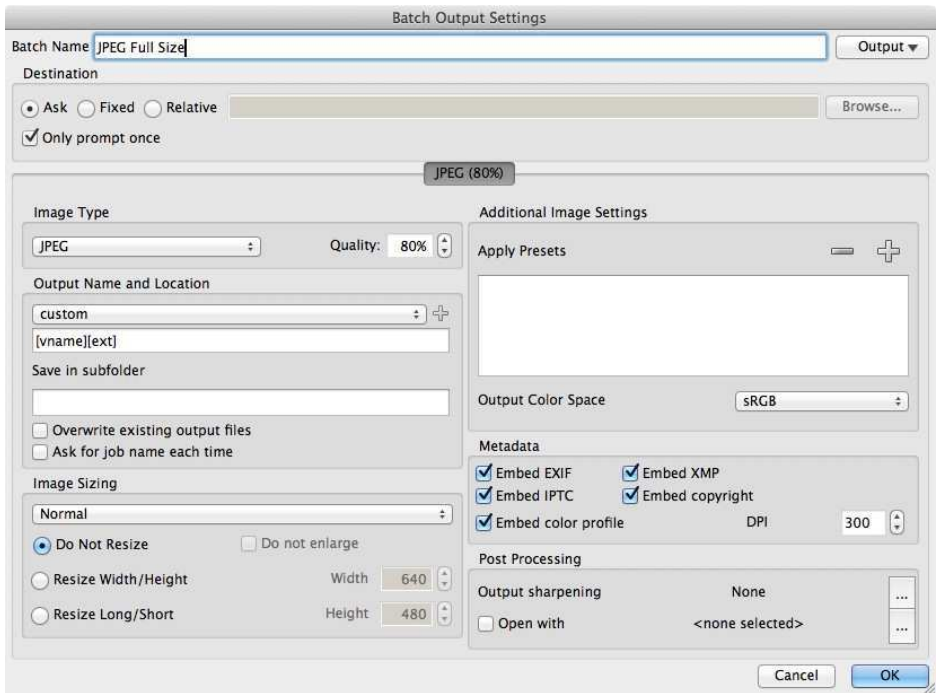 Batch Output Settings
Batch Name JPEG Full Size Output
Destination
Ask Fixed Relative Browse...
Only prompt once
JPEG (80%)
Image Type
JPEG Quality: 80%
Output Name and Location
custom
[vname][ext]
Save in subfolder
Overwrite existing output files
Ask for job name each time
Image Sizing
Normal
Do Not Resize Do not enlarge
Resize Width/Height Width 640
Resize Long/Short Height 480
Additional Image Settings
Apply Presets
Output Color Space sRGB
Metadata
Embed EXIF Embed XMP
Embed IPTC Embed copyright
Embed color profile DPI 300
Post Processing
Output sharpening None ...
Open with <none selected> ...
Cancel OK